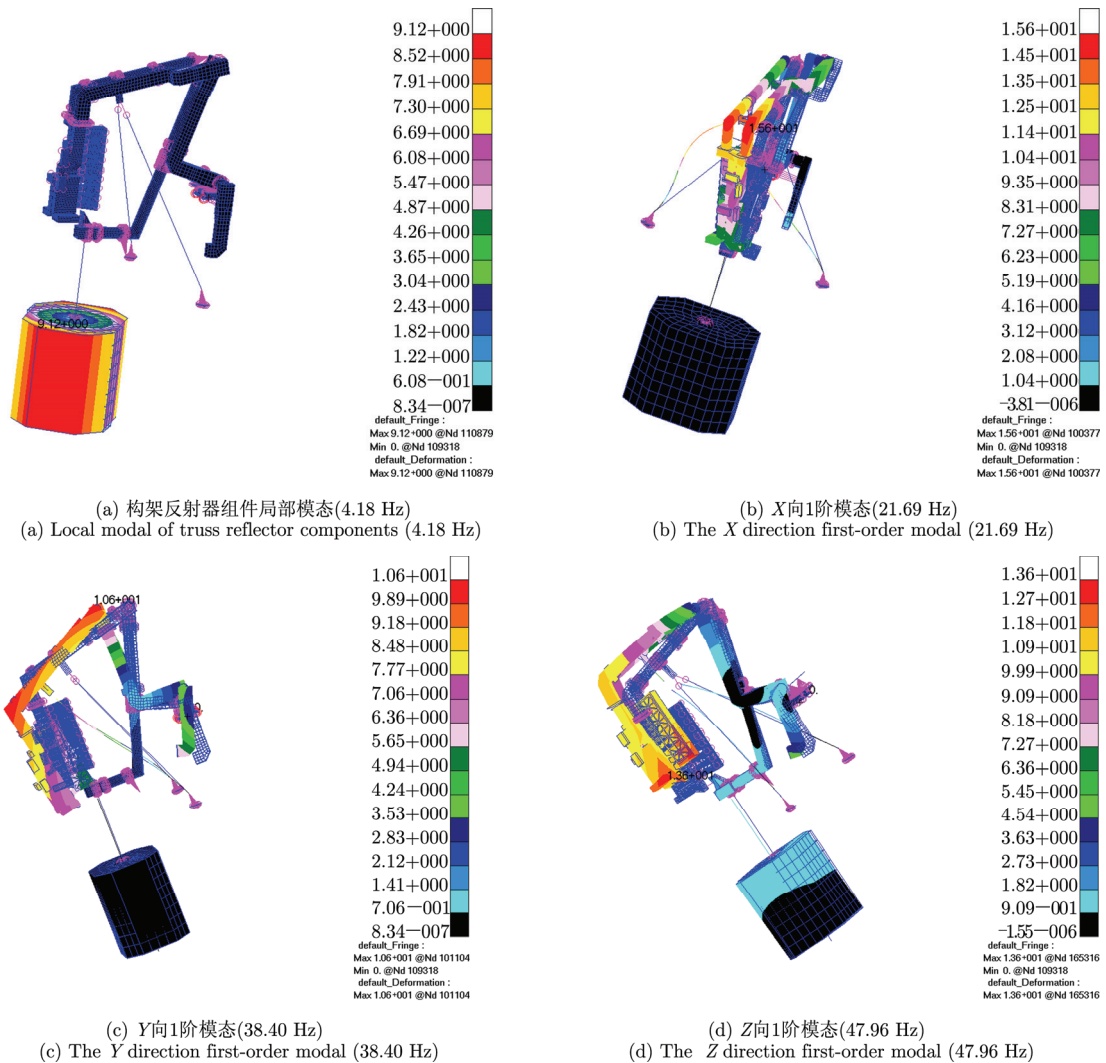 9.12+000
8.52+000
7.91+000
7.30+000
6.69+000
6.08+000
5.47+000
4.87+000
4.26+000
3.65+000
3.04+000
2.43+000
1.82+000
1.22+000
6.08−001
8.34−007
9.12+000
default_Fringe :
Max 9.12+000 @Nd 110879
Min 0. @Nd 109318
default_Deformation :
Max 9.12+000 @Nd 110879
(a) 构架反射器组件局部模态(4.18 Hz)
(a) Local modal of truss reflector components (4.18 Hz)
1.56+001
1.45+001
1.35+001
1.25+001
1.14+001
1.04+001
9.35+000
8.31+000
7.27+000
6.23+000
5.19+000
4.16+000
3.12+000
2.08+000
1.04+000
−3.81−006
1.56+001
default_Fringe :
Max 1.56+001 @Nd 100377
Min 0. @Nd 109318
default_Deformation :
Max 1.56+001 @Nd 100377
(b) X向1阶模态(21.69 Hz)
(b) The X direction first-order modal (21.69 Hz)
1.06+001
9.89+000
9.18+000
8.48+000
7.77+000
7.06+000
6.36+000
5.65+000
4.94+000
4.24+000
3.53+000
2.83+000
2.12+000
1.41+000
7.06−001
8.34−007
1.06+001
0.
default_Fringe :
Max 1.06+001 @Nd 101104
Min 0. @Nd 109318
default_Deformation :
Max 1.06+001 @Nd 101104
(c) Y向1阶模态(38.40 Hz)
(c) The Y direction first-order modal (38.40 Hz)
1.36+001
1.27+001
1.18+001
1.09+001
9.99+000
9.09+000
8.18+000
7.27+000
6.36+000
5.45+000
4.54+000
3.63+000
2.73+000
1.82+000
9.09−001
−1.55−006
1.36+001
0.
default_Fringe :
Max 1.36+001 @Nd 165316
Min 0. @Nd 109318
default_Deformation :
Max 1.36+001 @Nd 165316
(d) Z向1阶模态(47.96 Hz)
(d) The Z direction first-order modal (47.96 Hz)